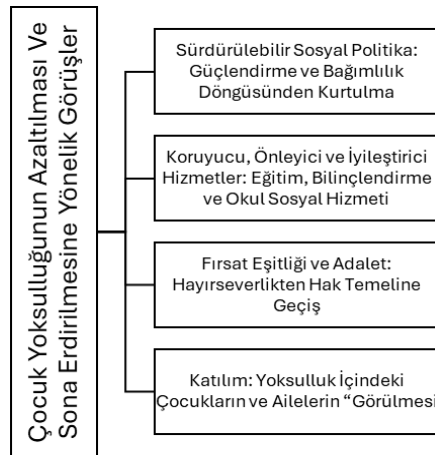 Çocuk Yoksulluğunun Azaltılması Ve
Sona Erdirilmesine Yönelik Görüşler
Sürdürülebilir Sosyal Politika:
Güçlendirme ve Bağımlılık
Döngüsünden Kurtulma
Koruyucu, Önleyici ve İyileştirici
Hizmetler: Eğitim, Bilinçlendirme
ve Okul Sosyal Hizmeti
Fırsat Eşitliği ve Adalet:
Hayırseverlikten Hak Temeline
Geçiş
Katılım: Yoksulluk İçindeki
Çocukların ve Ailelerin “Görülmesi